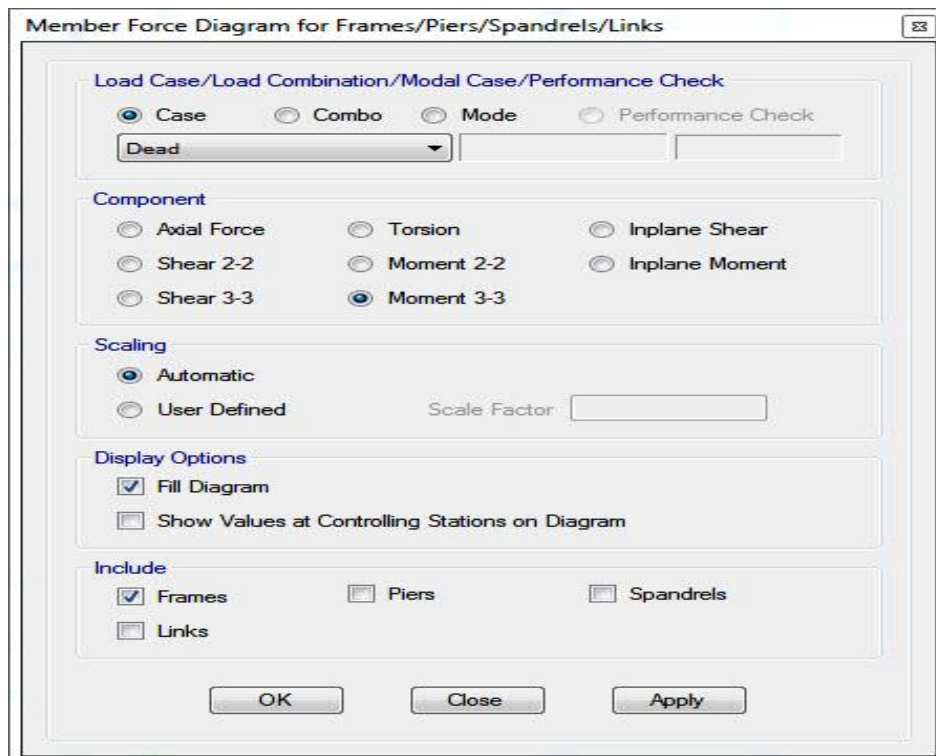 Member Force Diagram for Frames/Piers/Spandrels/Links
Load Case/Load Combination/Modal Case/Performance Check
Case Combo Mode Performance Check
Dead
Component
Axial Force Torsion Inplane Shear
Shear 2-2 Moment 2-2 Inplane Moment
Shear 3-3 Moment 3-3
Scaling
Automatic
User Defined Scale Factor
Display Options
Fill Diagram
Show Values at Controlling Stations on Diagram
Include
Frames Piers Spandrels
Links
OK Close Apply